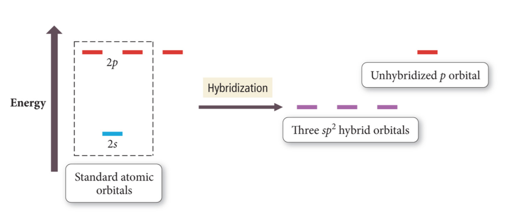 Energy
2p
2s
Standard atomic
orbitals
Hybridization
Unhybridized p orbital
Three sp² hybrid orbitals